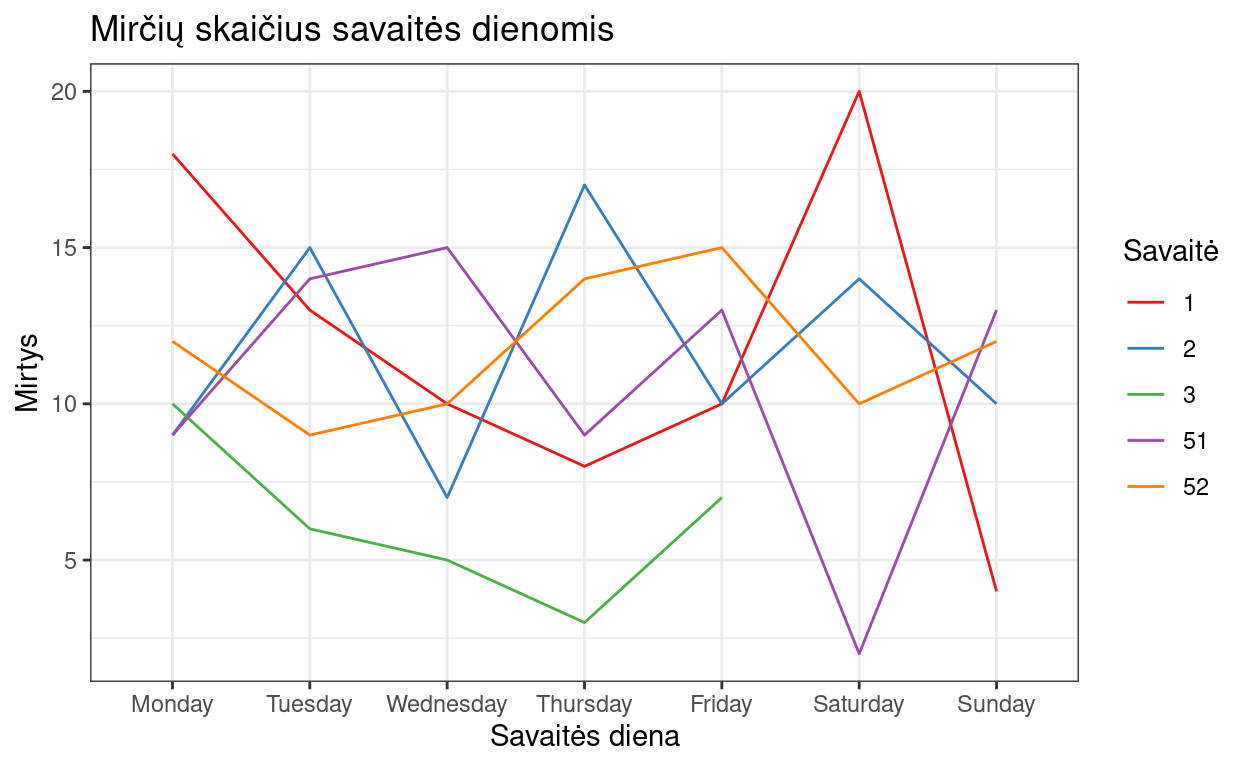 Mirčių skaičius savaitės dienomis
20
15
10
5
Mirtys
Monday Tuesday Wednesday Thursday Friday Saturday Sunday
Savaitės diena
Savaitė
1
2
3
51
52